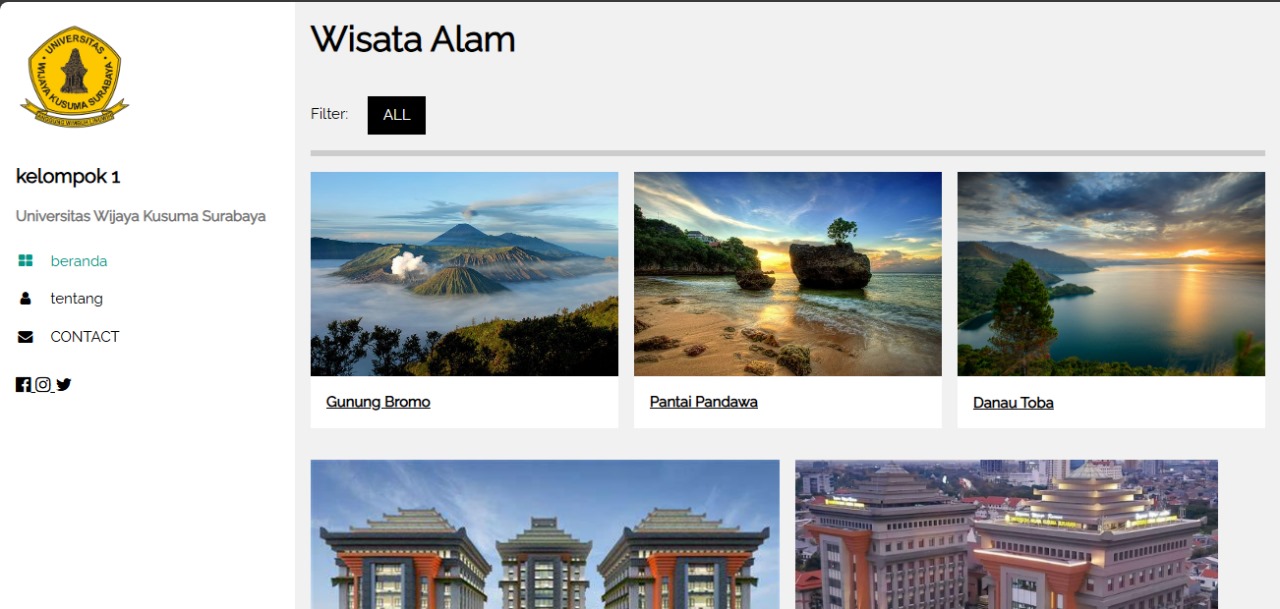 UNIVERSITAS
WIJAYA KUSUMA SURABAYA
kelompok 1
Universitas Wijaya Kusuma Surabaya
beranda
tentang
CONTACT
Wisata Alam
Filter:
ALL
Gunung Bromo
Pantai Pandawa
Danau Toba